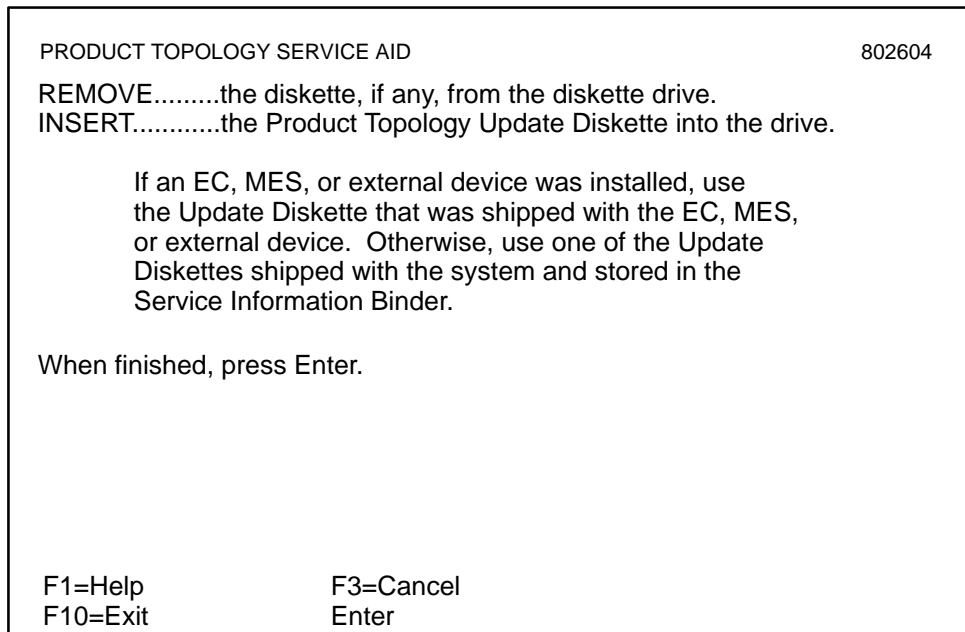 PRODUCT TOPOLOGY SERVICE AID 802604
REMOVE.........the diskette, if any, from the diskette drive.
INSERT............the Product Topology Update Diskette into the drive.
If an EC, MES, or external device was installed, use
the Update Diskette that was shipped with the EC, MES,
or external device.  Otherwise, use one of the Update
Diskettes shipped with the system and stored in the
Service Information Binder.
When finished, press Enter.
F1=Help F3=Cancel
F10=Exit Enter